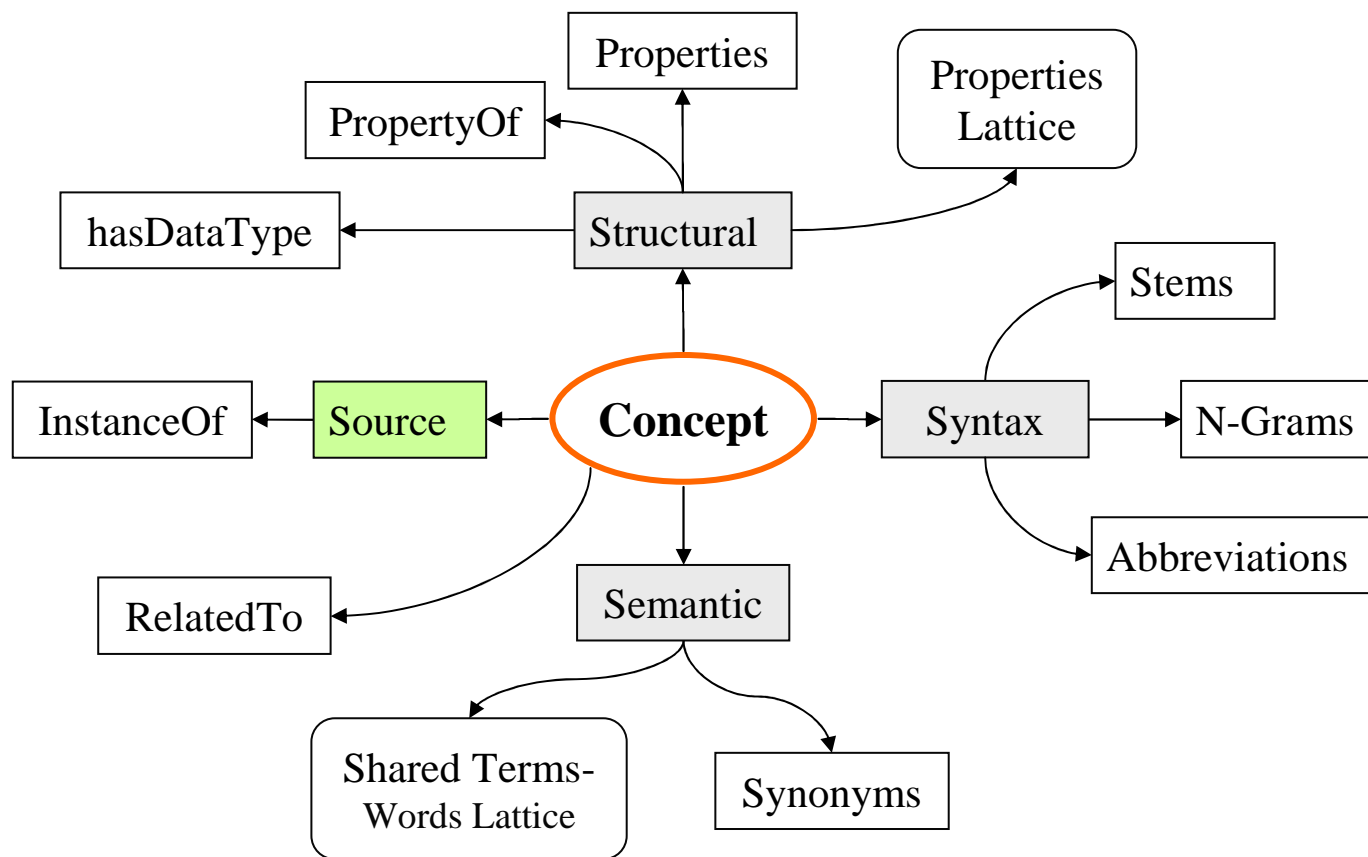 Properties
Properties
Lattice
PropertyOf
hasDataType
Structural
Stems
InstanceOf
Source
Concept
Syntax
N-Grams
Abbreviations
RelatedTo
Semantic
Shared Terms-
Words Lattice
Synonyms